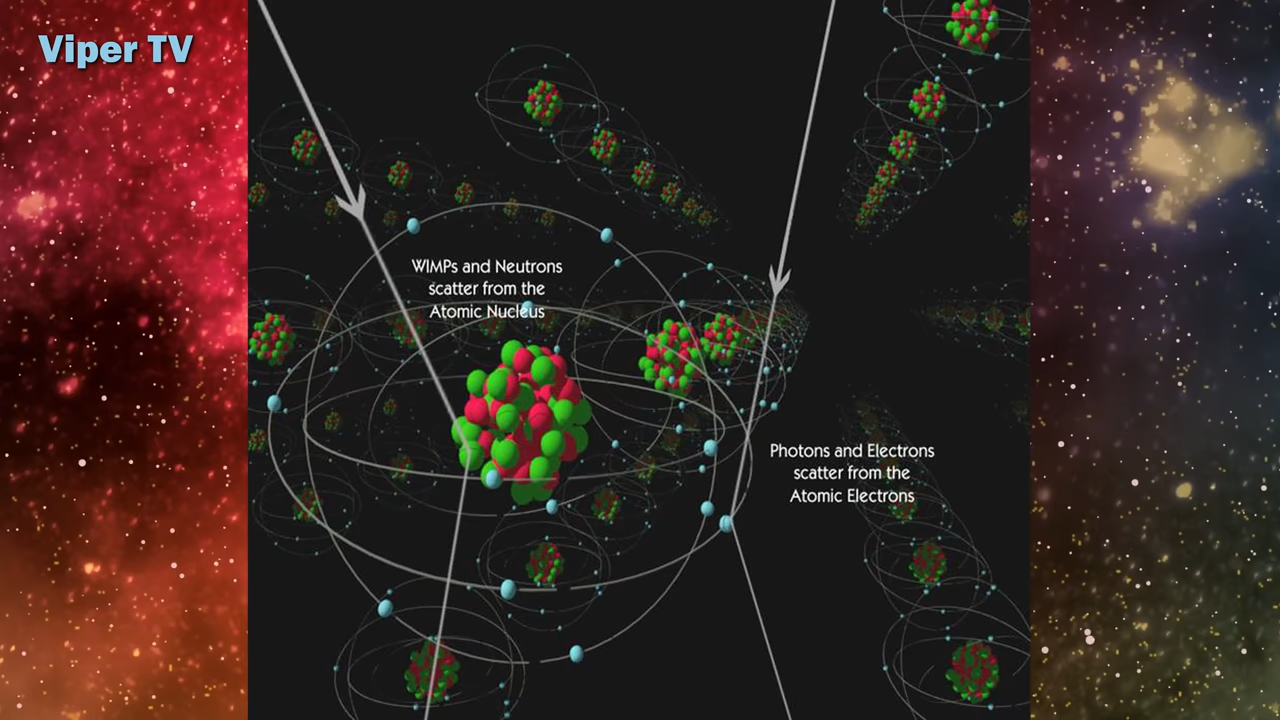 Viper TV
WIMPs and Neutrons
scatter from the
Atomic Nucleus
Photons and Electrons
scatter from the
Atomic Electrons